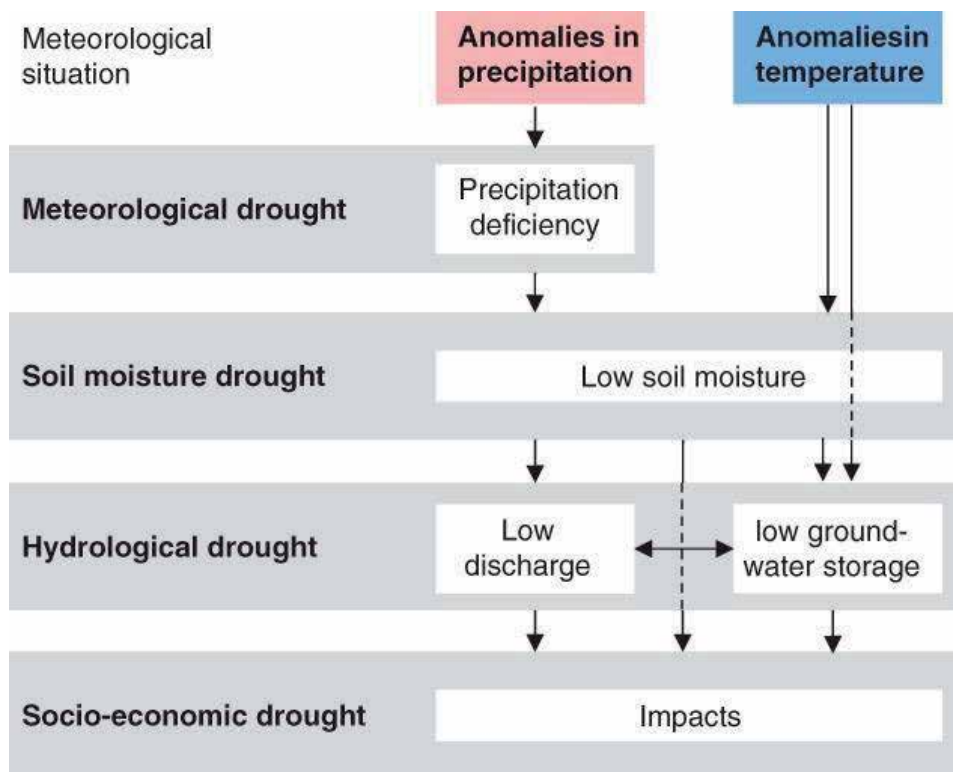 Meteorological
situation
Anomalies in
precipitation
Anomaliesin
temperature
Meteorological drought
Precipitation
deficiency
Soil moisture drought
Low soil moisture
Hydrological drought
Low
discharge
low ground-
water storage
Socio-economic drought
Impacts